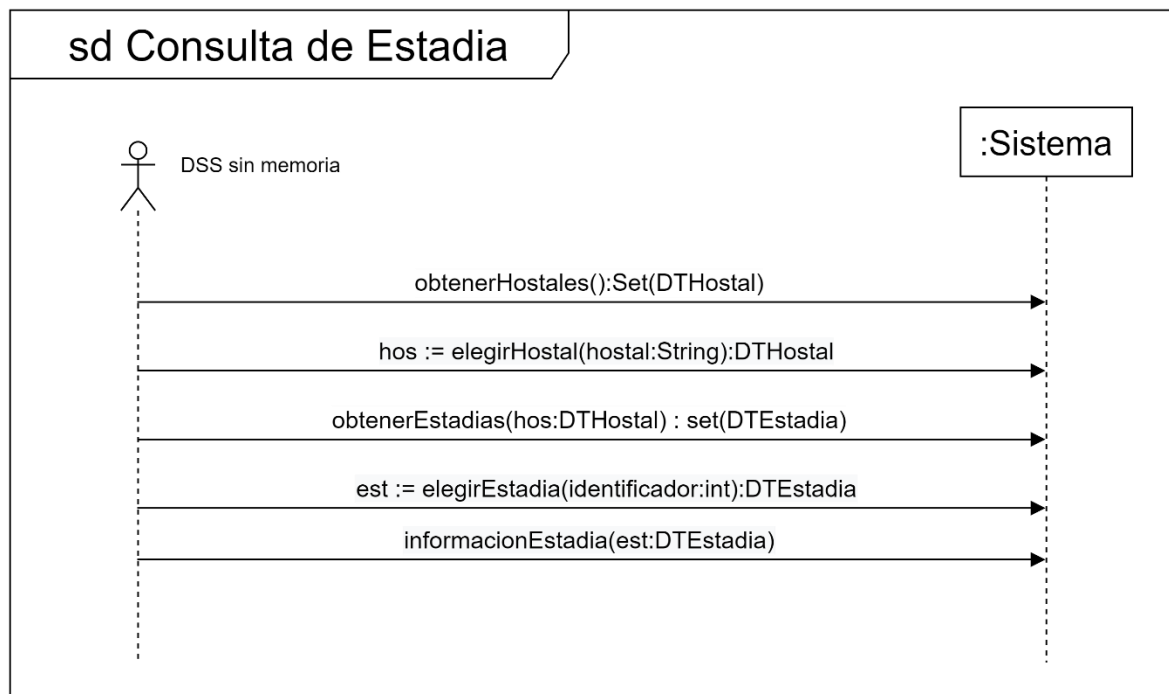 sd Consulta de Estadia
:Sistema
DSS sin memoria
obtenerHostales():Set(DTHostal)
hos := elegirHostal(hostal:String):DTHostal
obtenerEstadias(hos:DTHostal) : set(DTEstadia)
est := elegirEstadia(identificador:int):DTEstadia
informacionEstadia(est:DTEstadia)